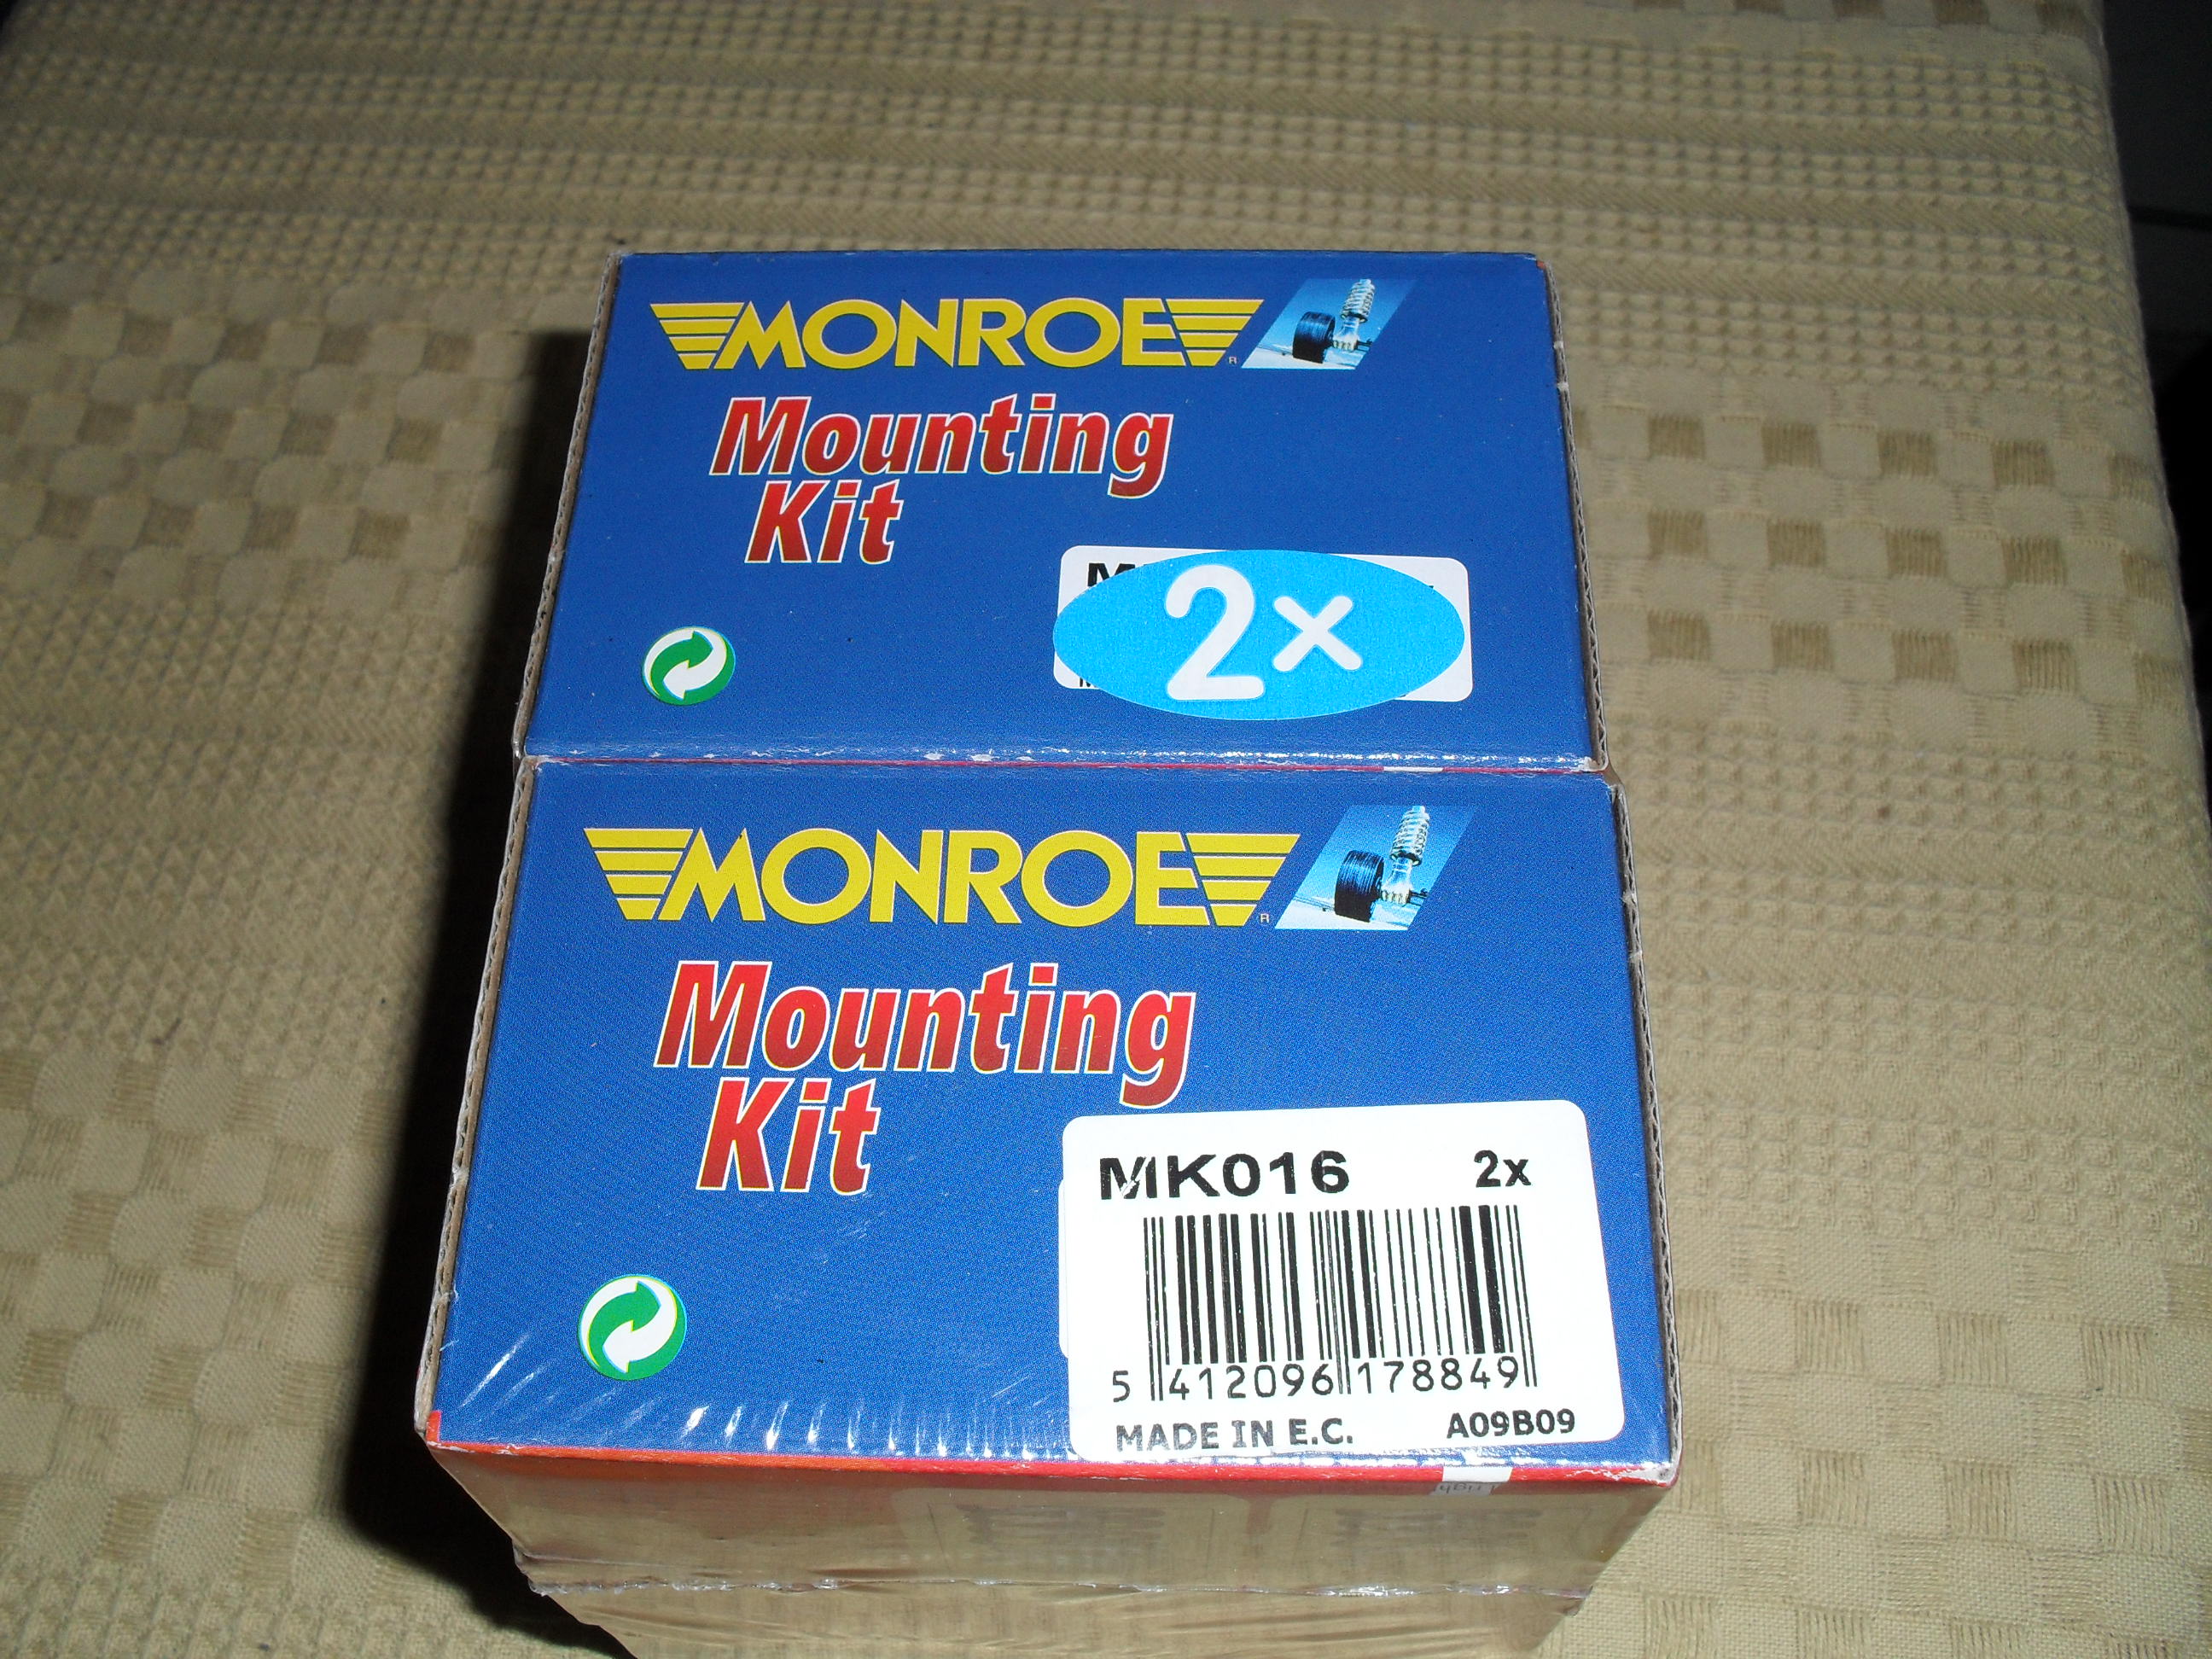 MONROE
Mounting
Kit
2x
MONROE
Mounting
Kit
MK016 2x
5 412096 178849
MADE IN E.C. A09B09